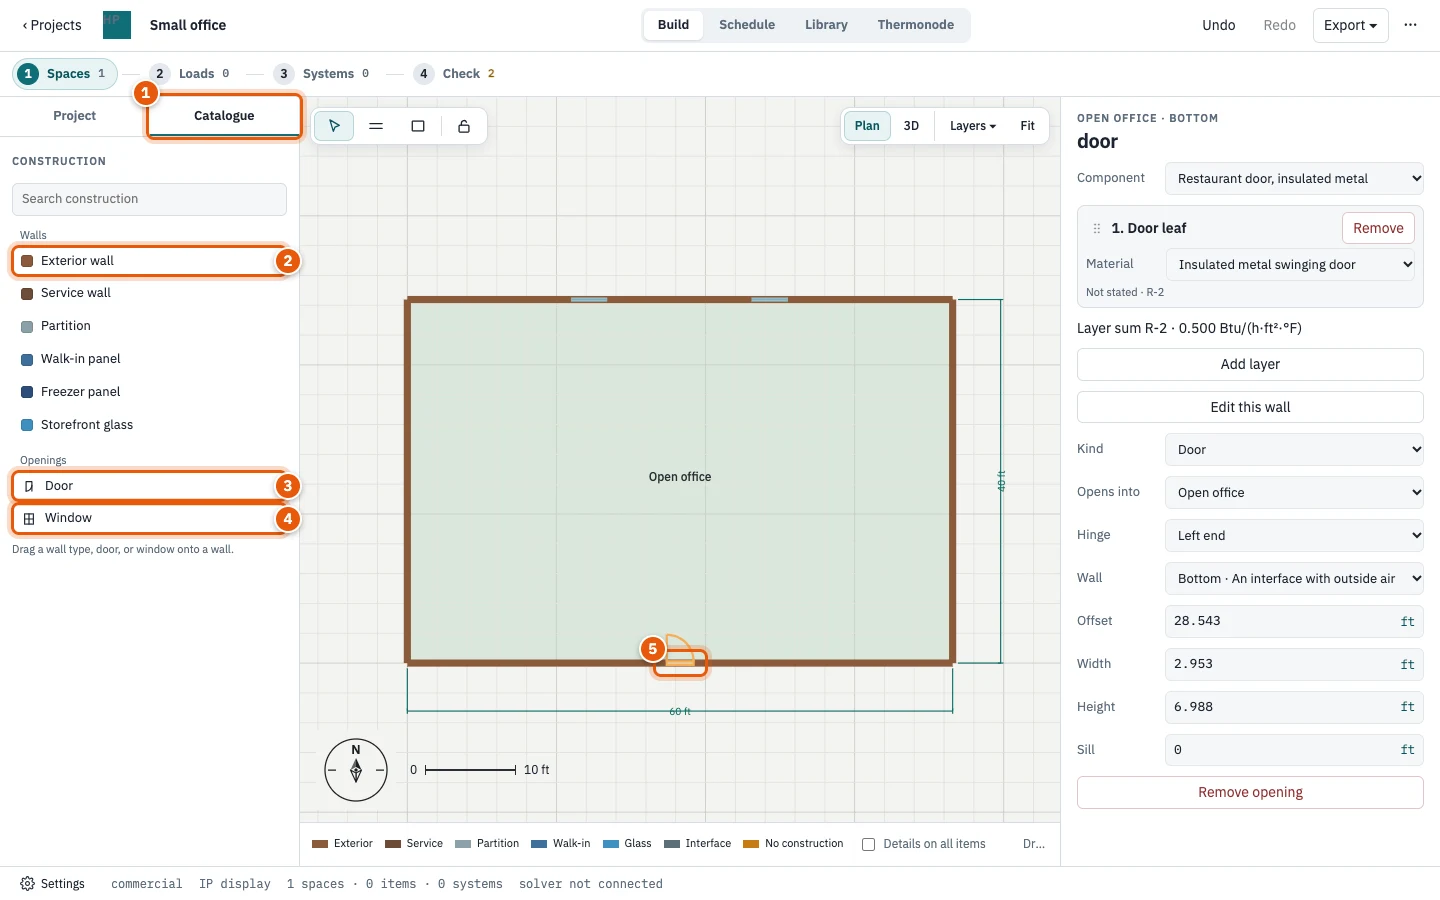 ‹ Projects
HP
Small office
Build
Schedule
Library
Thermonode
Undo
Redo
Export
1 Spaces 1
2 Loads 0
3 Systems 0
4 Check 2
1
Project
Catalogue
CONSTRUCTION
Search construction
Walls
Exterior wall
2
Service wall
Partition
Walk-in panel
Freezer panel
Storefront glass
Openings
Door
3
Window
4
Drag a wall type, door, or window onto a wall.
Plan
3D
Layers
Fit
Open office
40 ft
5
60 ft
N
0
10 ft
Exterior
Service
Partition
Walk-in
Glass
Interface
No construction
Details on all items
Dr...
OPEN OFFICE · BOTTOM
door
Component
Restaurant door, insulated metal
1. Door leaf
Remove
Material
Insulated metal swinging door
Not stated · R-2
Layer sum R-2 · 0.500 Btu/(h·ft²·°F)
Add layer
Edit this wall
Kind
Door
Opens into
Open office
Hinge
Left end
Wall
Bottom · An interface with outside air
Offset
28.543 ft
Width
2.953 ft
Height
6.988 ft
Sill
0 ft
Remove opening
Settings
commercial
IP display
1 spaces · 0 items · 0 systems
solver not connected